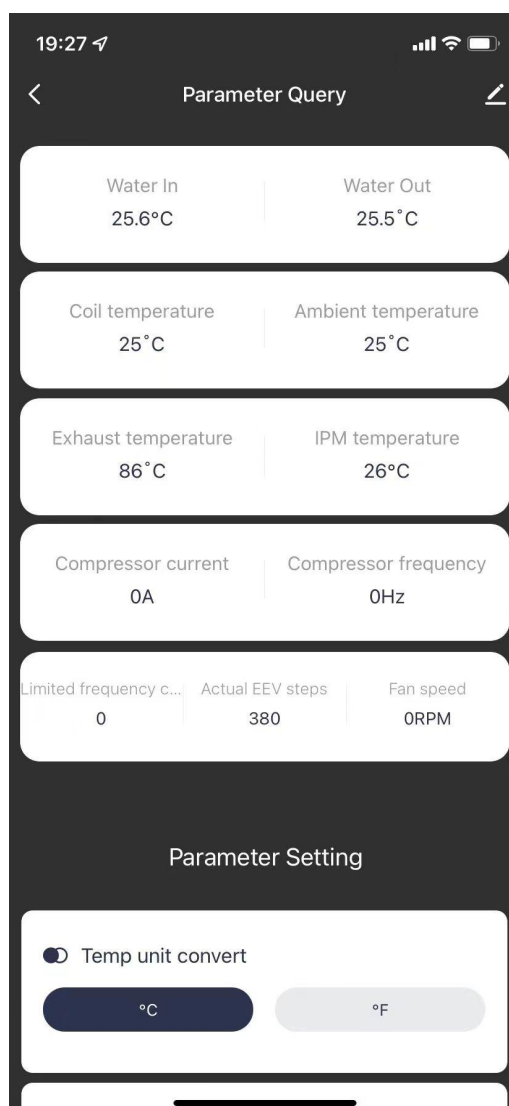 19:27
Parameter Query
Water In Water Out
25.6°C 25.5°C
Coil temperature Ambient temperature
25°C 25°C
Exhaust temperature IPM temperature
86°C 26°C
Compressor current Compressor frequency
0A 0Hz
Limited frequency c... Actual EEV steps Fan speed
0 380 0RPM
Parameter Setting
Temp unit convert
°C °F